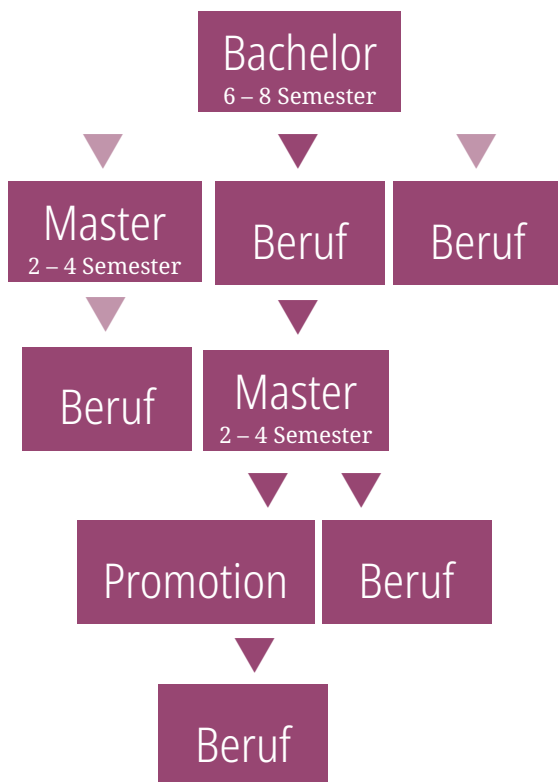 Bachelor
6 – 8 Semester
Master
2 – 4 Semester
Beruf
Beruf
Beruf
Master
2 – 4 Semester
Promotion
Beruf
Beruf